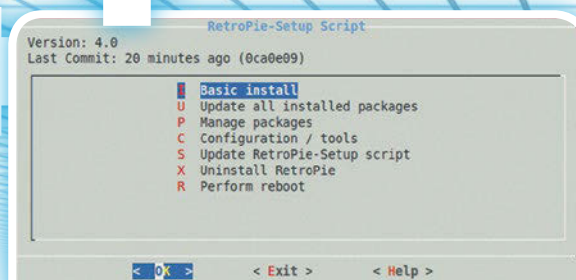 RetroPie-Setup Script
Version: 4.0
Last Commit: 20 minutes ago (0ca0e09)
I Basic install
U Update all installed packages
P Manage packages
C Configuration / tools
S Update RetroPie-Setup script
X Uninstall RetroPie
R Perform reboot
< OK > < Exit > < Help >